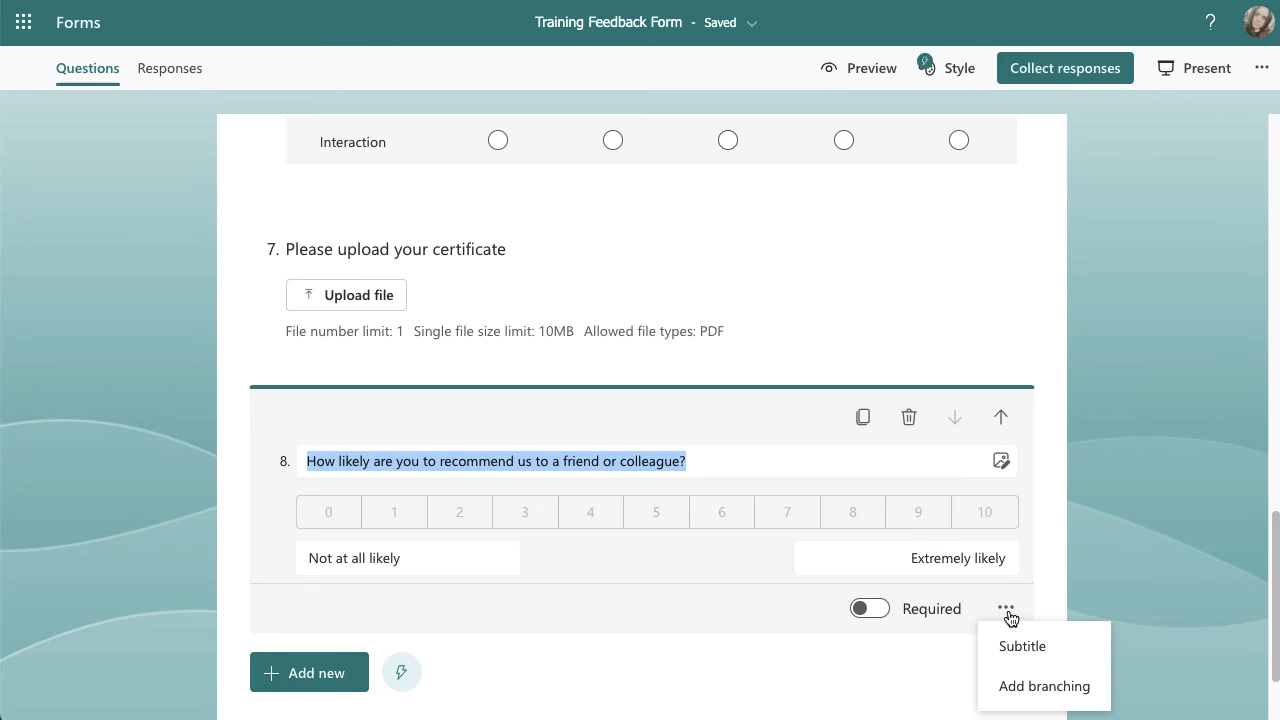 Forms
Training Feedback Form - Saved
?
Questions Responses
Preview Style Collect responses Present
Interaction
7. Please upload your certificate
Upload file
File number limit: 1 Single file size limit: 10MB Allowed file types: PDF
8. How likely are you to recommend us to a friend or colleague?
0 1 2 3 4 5 6 7 8 9 10
Not at all likely Extremely likely
Required
Subtitle
Add new
Add branching